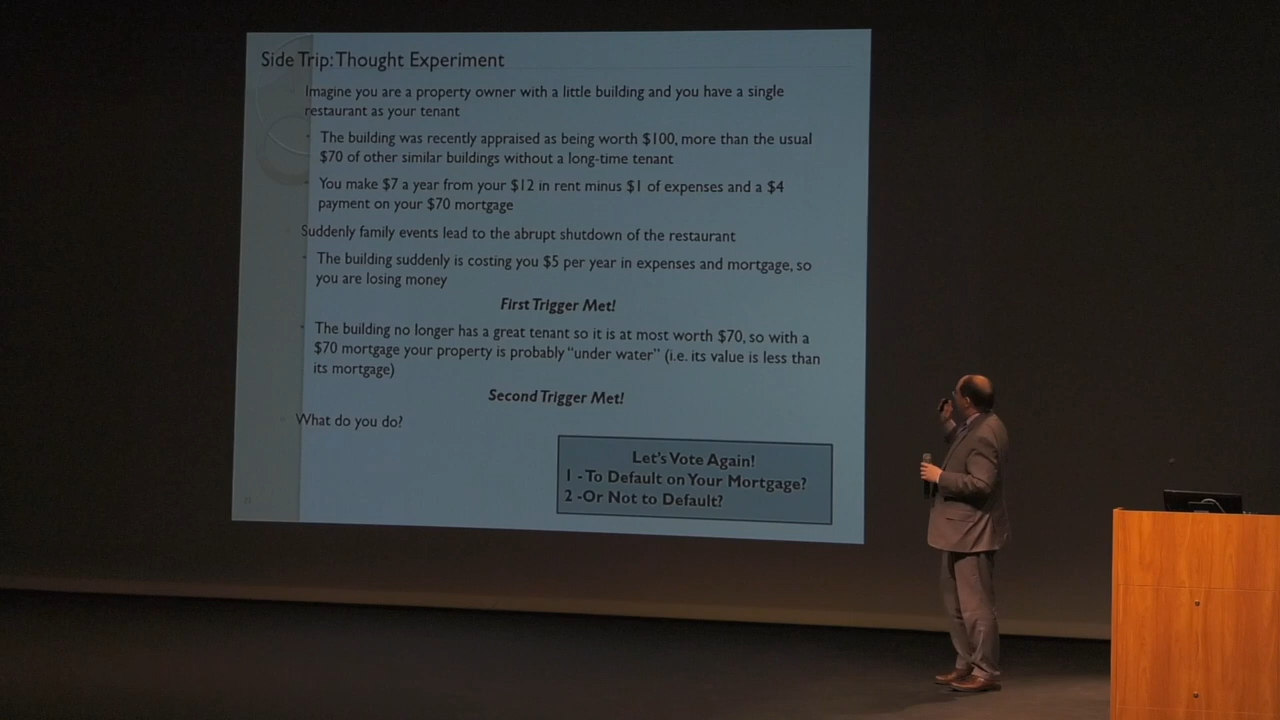 Side Trip: Thought Experiment
Imagine you are a property owner with a little building and you have a single
restaurant as your tenant
The building was recently appraised as being worth $100, more than the usual
$70 of other similar buildings without a long-time tenant
You make $7 a year from your $12 in rent minus $1 of expenses and a $4
payment on your $70 mortgage
Suddenly family events lead to the abrupt shutdown of the restaurant
The building suddenly is costing you $5 per year in expenses and mortgage, so
you are losing money
First Trigger Met!
The building no longer has a great tenant so it is at most worth $70, so with a
$70 mortgage your property is probably “under water” (i.e. its value is less than
its mortgage)
Second Trigger Met!
What do you do?
Let's Vote Again!
1 - To Default on Your Mortgage?
2 -Or Not to Default?